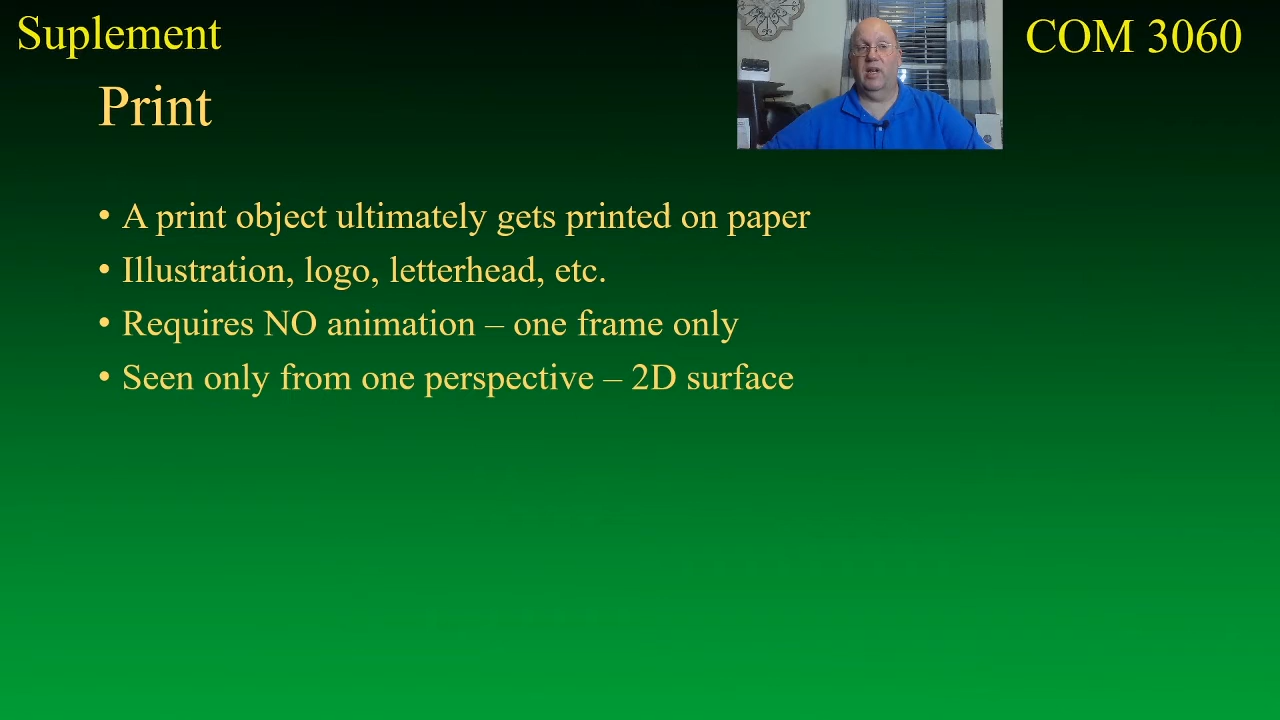 Suplement
COM 3060
Print
• A print object ultimately gets printed on paper
• Illustration, logo, letterhead, etc.
• Requires NO animation – one frame only
• Seen only from one perspective – 2D surface